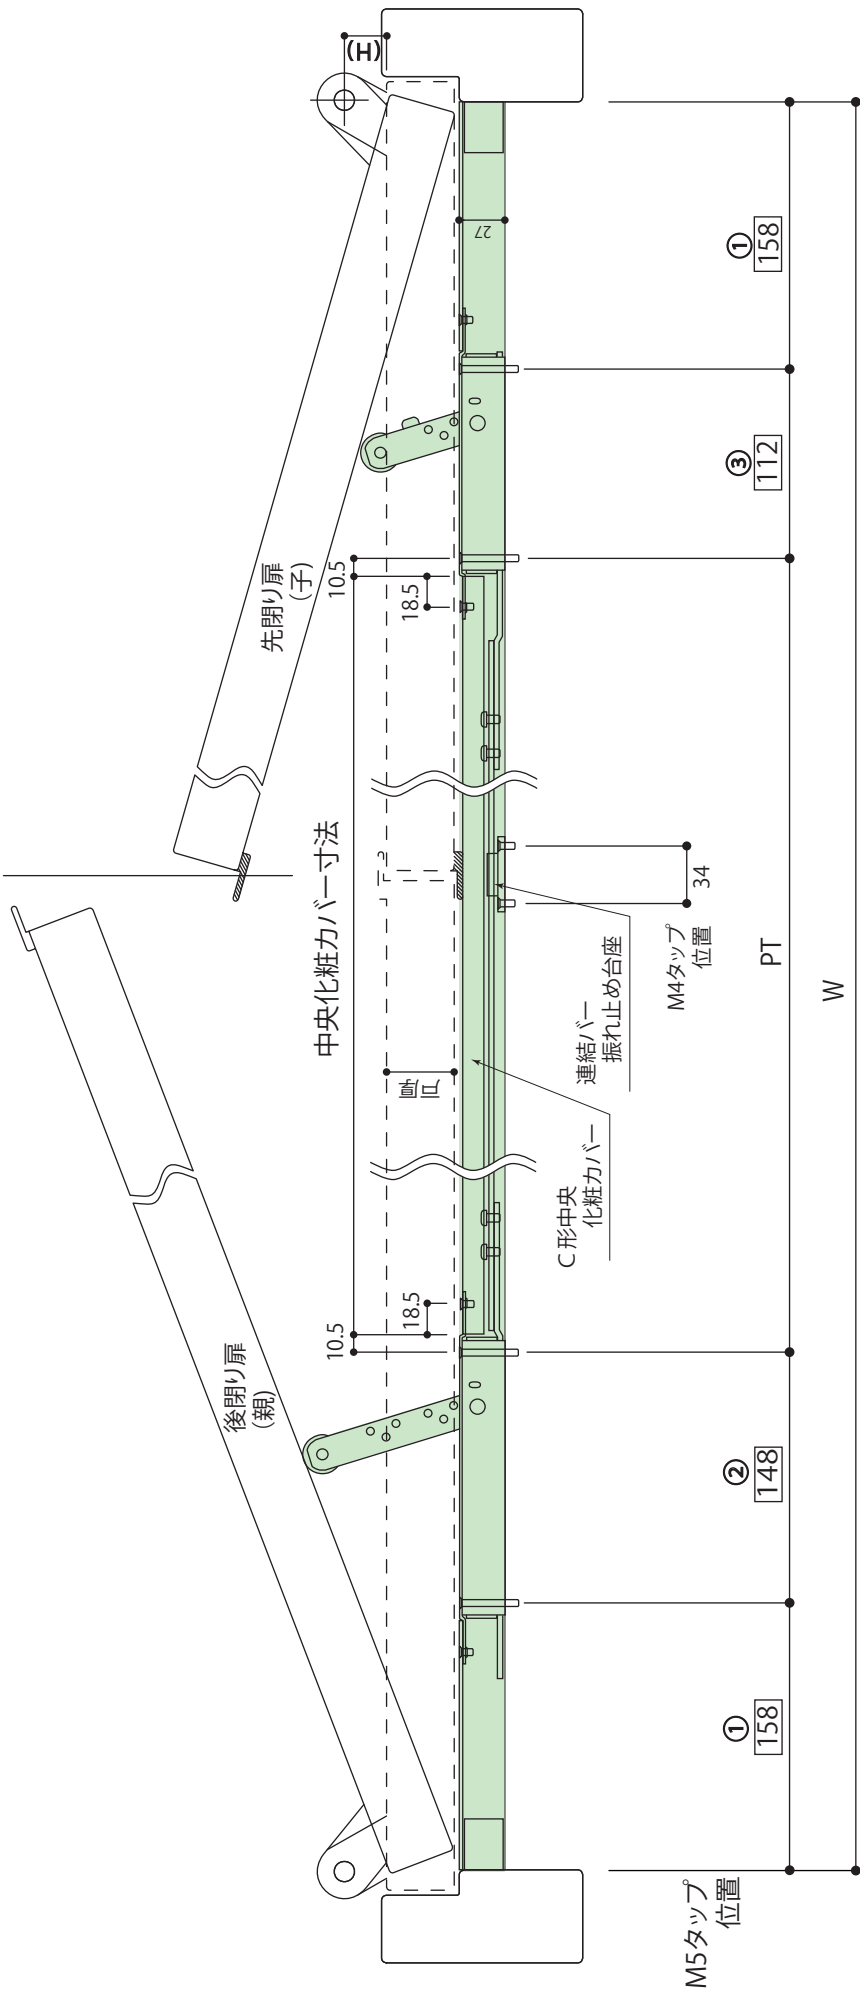 (H)
27
①
158
③
112
先閉り扉
(子)
10.5
18.5
中央化粧カバー寸法
34
M4タップ
位置
PT
W
連結バー
振れ止め台座
戸厚
C形中央
化粧カバー
18.5
10.5
後閉り扉
(親)
②
148
①
158
M5タップ
位置